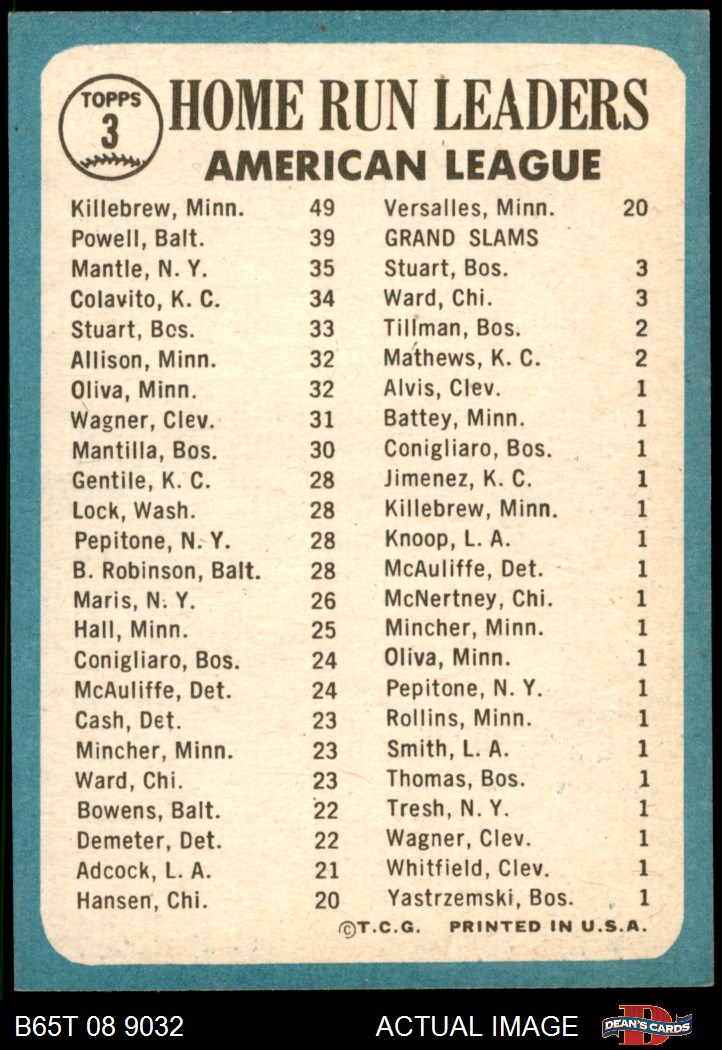 TOPPS
3
HOME RUN LEADERS
AMERICAN LEAGUE
Killebrew, Minn. 49
Powell, Balt. 39
Mantle, N. Y. 35
Colavito, K. C. 34
Stuart, Bos. 33
Allison, Minn. 32
Oliva, Minn. 32
Wagner, Clev. 31
Mantilla, Bos. 30
Gentile, K. C. 28
Lock, Wash. 28
Pepitone, N. Y. 28
B. Robinson, Balt. 28
Maris, N. Y. 26
Hall, Minn. 25
Conigliaro, Bos. 24
McAuliffe, Det. 24
Cash, Det. 23
Mincher, Minn. 23
Ward, Chi. 23
Bowens, Balt. 22
Demeter, Det. 22
Adcock, L. A. 21
Hansen, Chi. 20
Versalles, Minn. 20
GRAND SLAMS
Stuart, Bos. 3
Ward, Chi. 3
Tillman, Bos. 2
Mathews, K. C. 2
Alvis, Clev. 1
Battey, Minn. 1
Conigliaro, Bos. 1
Jimenez, K. C. 1
Killebrew, Minn. 1
Knoop, L. A. 1
McAuliffe, Det. 1
McNertney, Chi. 1
Mincher, Minn. 1
Oliva, Minn. 1
Pepitone, N. Y. 1
Rollins, Minn. 1
Smith, L. A. 1
Thomas, Bos. 1
Tresh, N. Y. 1
Wagner, Clev. 1
Whitfield, Clev. 1
Yastrzemski, Bos. 1
©T.C.G. PRINTED IN U.S.A.
B65T 08 9032 ACTUAL IMAGE
D
DEAN'S CARDS